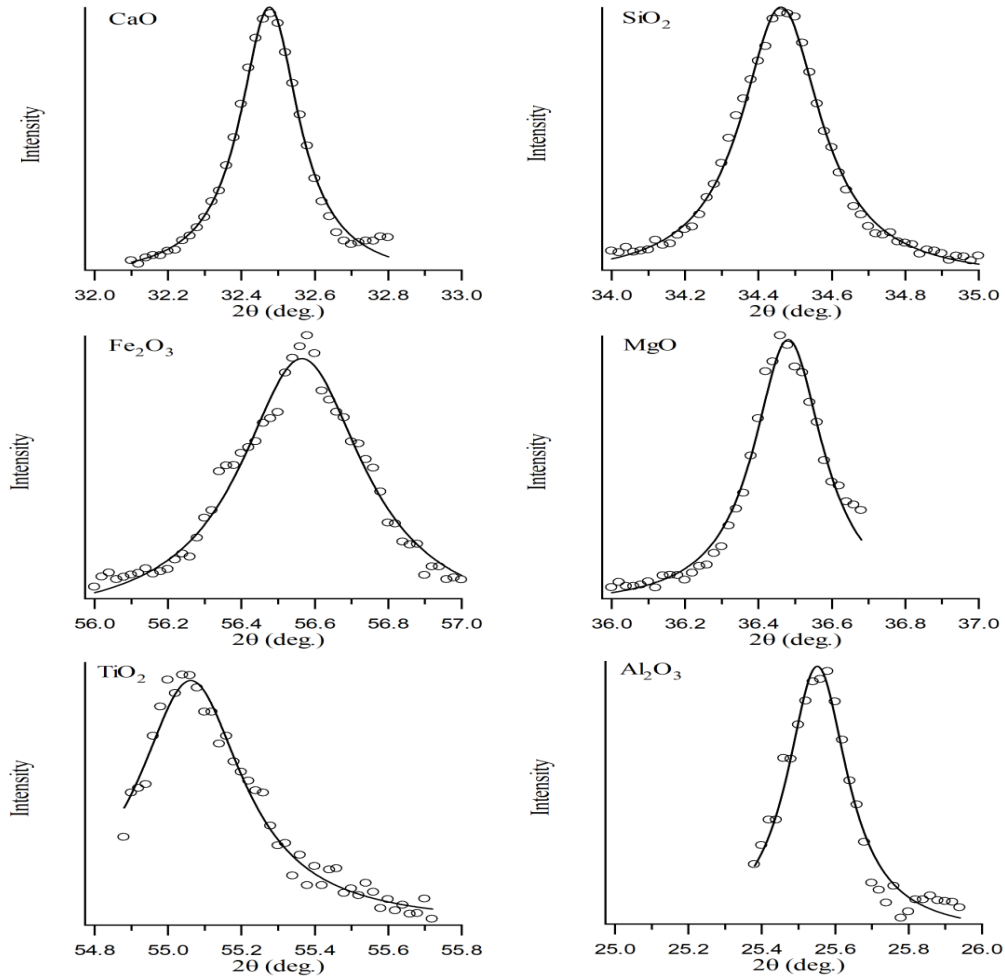 CaO
Intensity
32.0 32.2 32.4 32.6 32.8 33.0
2θ (deg.)
SiO₂
Intensity
34.0 34.2 34.4 34.6 34.8 35.0
2θ (deg.)
Fe₂O₃
Intensity
56.0 56.2 56.4 56.6 56.8 57.0
2θ (deg.)
MgO
Intensity
36.0 36.2 36.4 36.6 36.8 37.0
2θ (deg.)
TiO₂
Intensity
54.8 55.0 55.2 55.4 55.6 55.8
2θ (deg.)
Al₂O₃
Intensity
25.0 25.2 25.4 25.6 25.8 26.0
2θ (deg.)